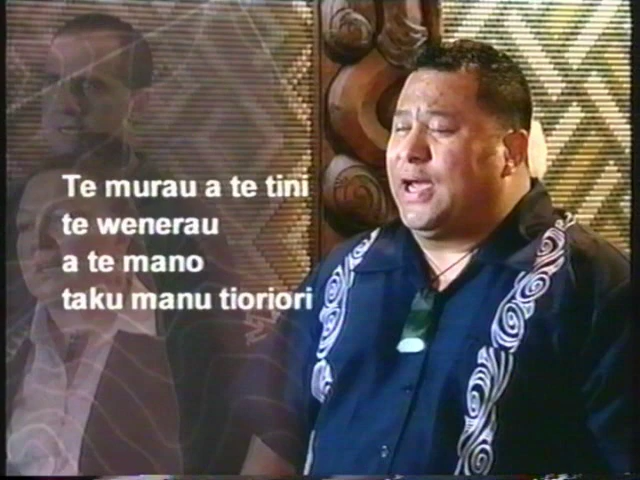 Te murau a te tini
te wenerau
a te mano
taku manu tioriori